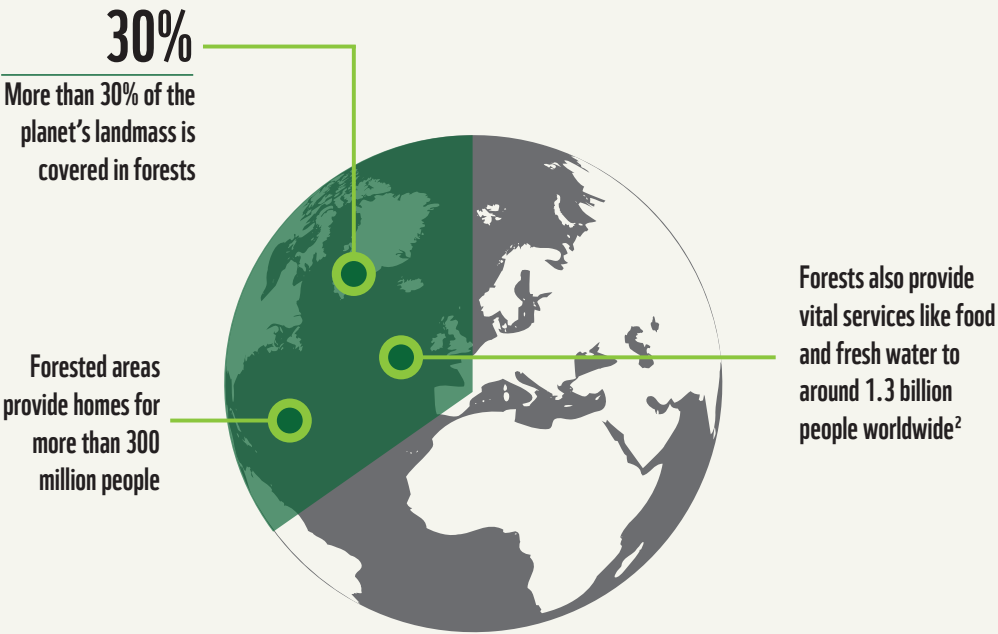 30%
More than 30% of the
planet’s landmass is
covered in forests
Forested areas
provide homes for
more than 300
million people
Forests also provide
vital services like food
and fresh water to
around 1.3 billion
people worldwide²